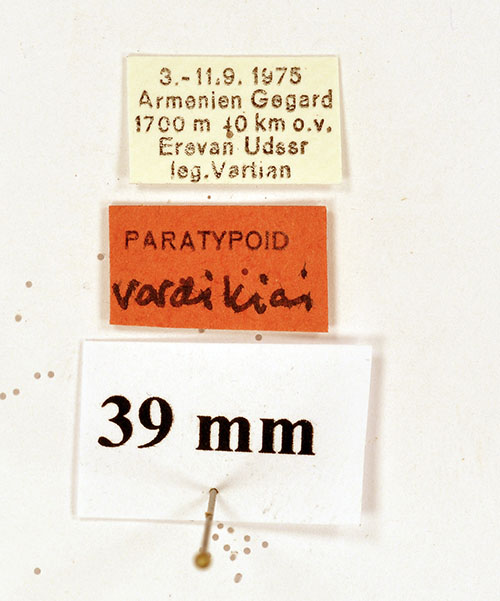 3.-11.9. 1975
Armenien Gegard
1700 m 40 km o.v.
Erevan Udssr
leg. Vartian
PARATYPOID
vardikiai
39 mm